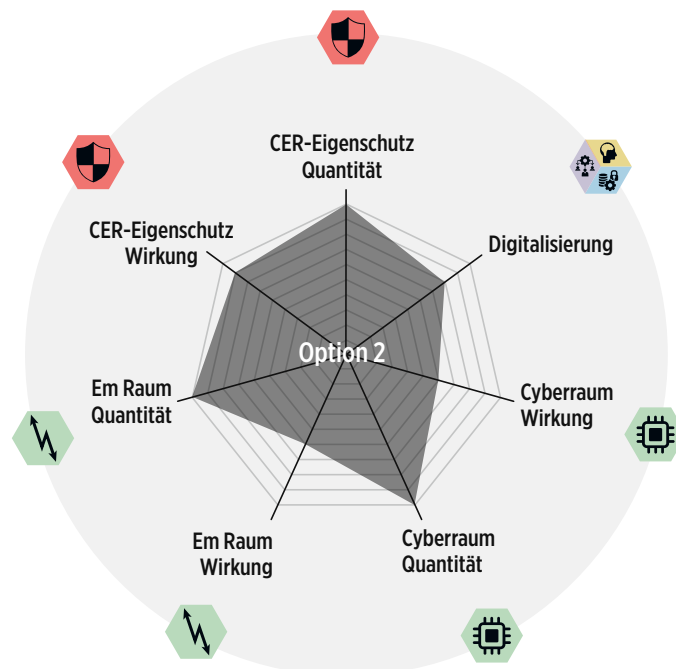 CER-Eigenschutz
Quantität
CER-Eigenschutz
Wirkung
Digitalisierung
Option 2
Em Raum
Quantität
Cyberraum
Wirkung
Em Raum
Wirkung
Cyberraum
Quantität